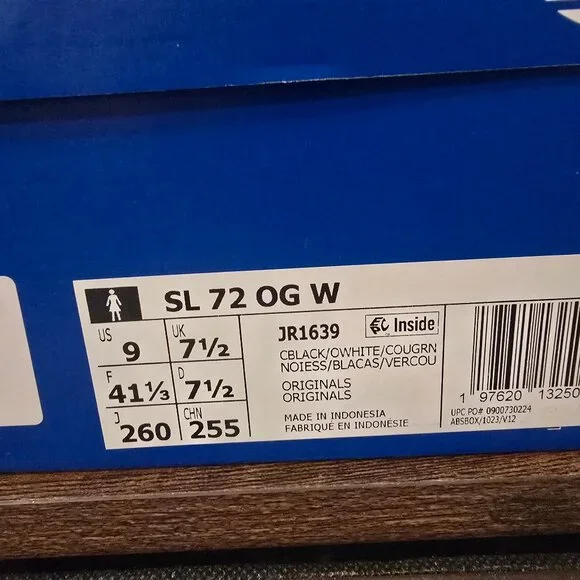 SL 72 OG W
US 9 UK 7½
F 41⅓ D 7½
J 260 CHN 255
JR1639
Inside
CBLACK/OWHITE/COUGRN
NOIESS/BLACAS/VERCOU
ORIGINALS
ORIGINALS
MADE IN INDONESIA
FABRIQUÉ EN INDONÉSIE
1 97620 13250
UPC PO# 0900730224
ABSBOX/1023/V12